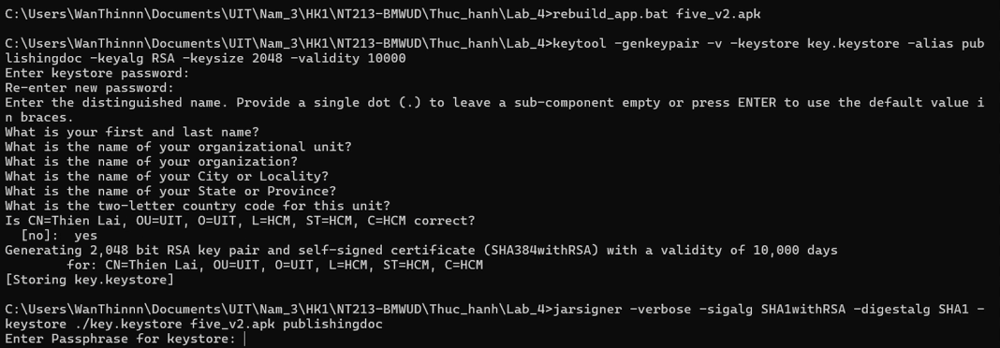 C:\Users\WanThinnn\Documents\UIT\Nam_3\HK1\NT213-BMWUD\Thuc_hanh\Lab_4>rebuild_app.bat five_v2.apk
C:\Users\WanThinnn\Documents\UIT\Nam_3\HK1\NT213-BMWUD\Thuc_hanh\Lab_4>keytool -genkeypair -v -keystore key.keystore -alias pub
lishingdoc -keyalg RSA -keysize 2048 -validity 10000
Enter keystore password:
Re-enter new password:
Enter the distinguished name. Provide a single dot (.) to leave a sub-component empty or press ENTER to use the default value i
n braces.
What is your first and last name?
What is the name of your organizational unit?
What is the name of your organization?
What is the name of your City or Locality?
What is the name of your State or Province?
What is the two-letter country code for this unit?
Is CN=Thien Lai, OU=UIT, O=UIT, L=HCM, ST=HCM, C=HCM correct?
  [no]:  yes
Generating 2,048 bit RSA key pair and self-signed certificate (SHA384withRSA) with a validity of 10,000 days
        for: CN=Thien Lai, OU=UIT, O=UIT, L=HCM, ST=HCM, C=HCM
[Storing key.keystore]
C:\Users\WanThinnn\Documents\UIT\Nam_3\HK1\NT213-BMWUD\Thuc_hanh\Lab_4>jarsigner -verbose -sigalg SHA1withRSA -digestalg SHA1 -
keystore ./key.keystore five_v2.apk publishingdoc
Enter Passphrase for keystore: